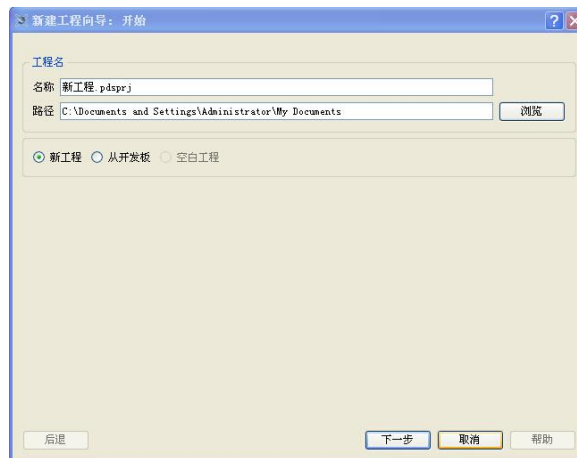 新建工程向导: 开始
工程名
名称 新工程.pdsprj
路径 C:\Documents and Settings\Administrator\My Documents 浏览
新工程 从开发板 空白工程
后退 下一步 取消 帮助